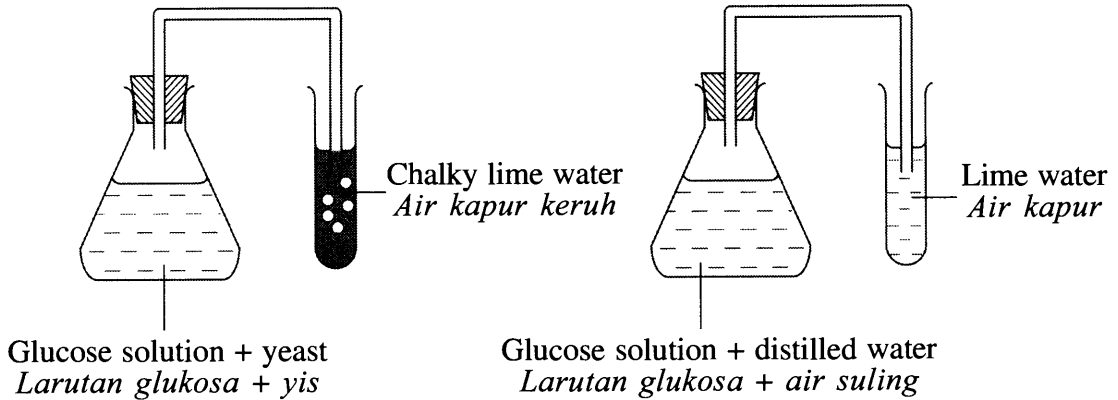 Chalky lime water
Air kapur keruh
Lime water
Air kapur
Glucose solution + yeast
Larutan glukosa + yis
Glucose solution + distilled water
Larutan glukosa + air suling